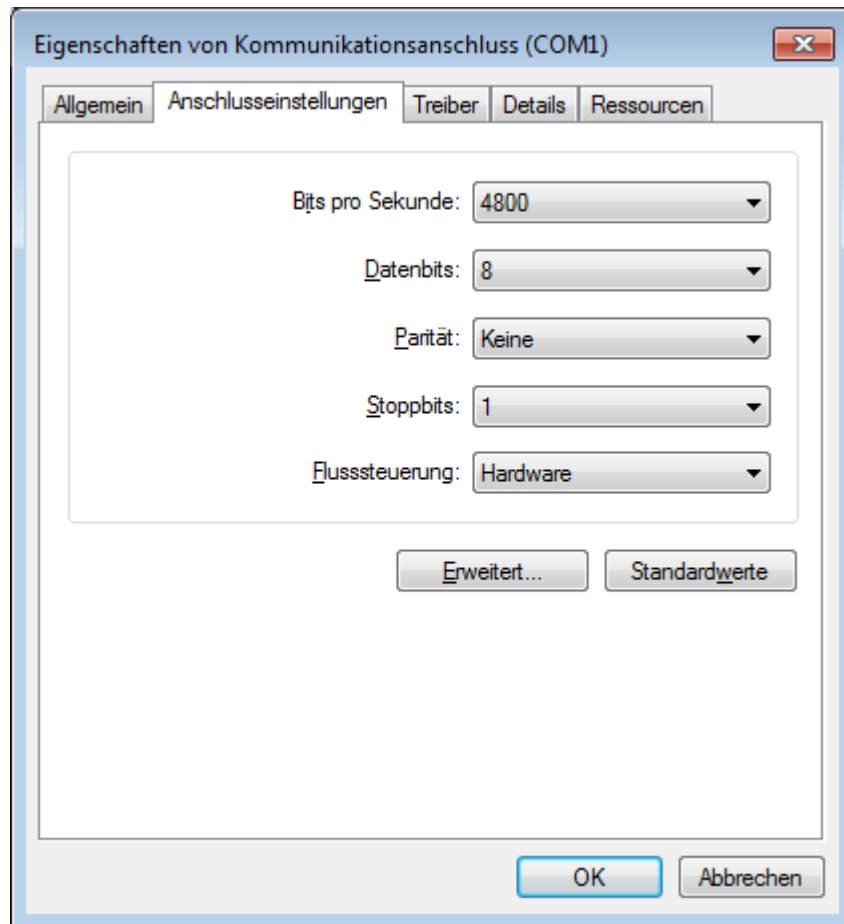 Eigenschaften von Kommunikationsanschluss (COM1)
Allgemein Anschlusseinstellungen Treiber Details Ressourcen
Bits pro Sekunde: 4800
Datenbits: 8
Parität: Keine
Stoppbits: 1
Flusssteuerung: Hardware
Erweitert... Standardwerte
OK Abbrechen